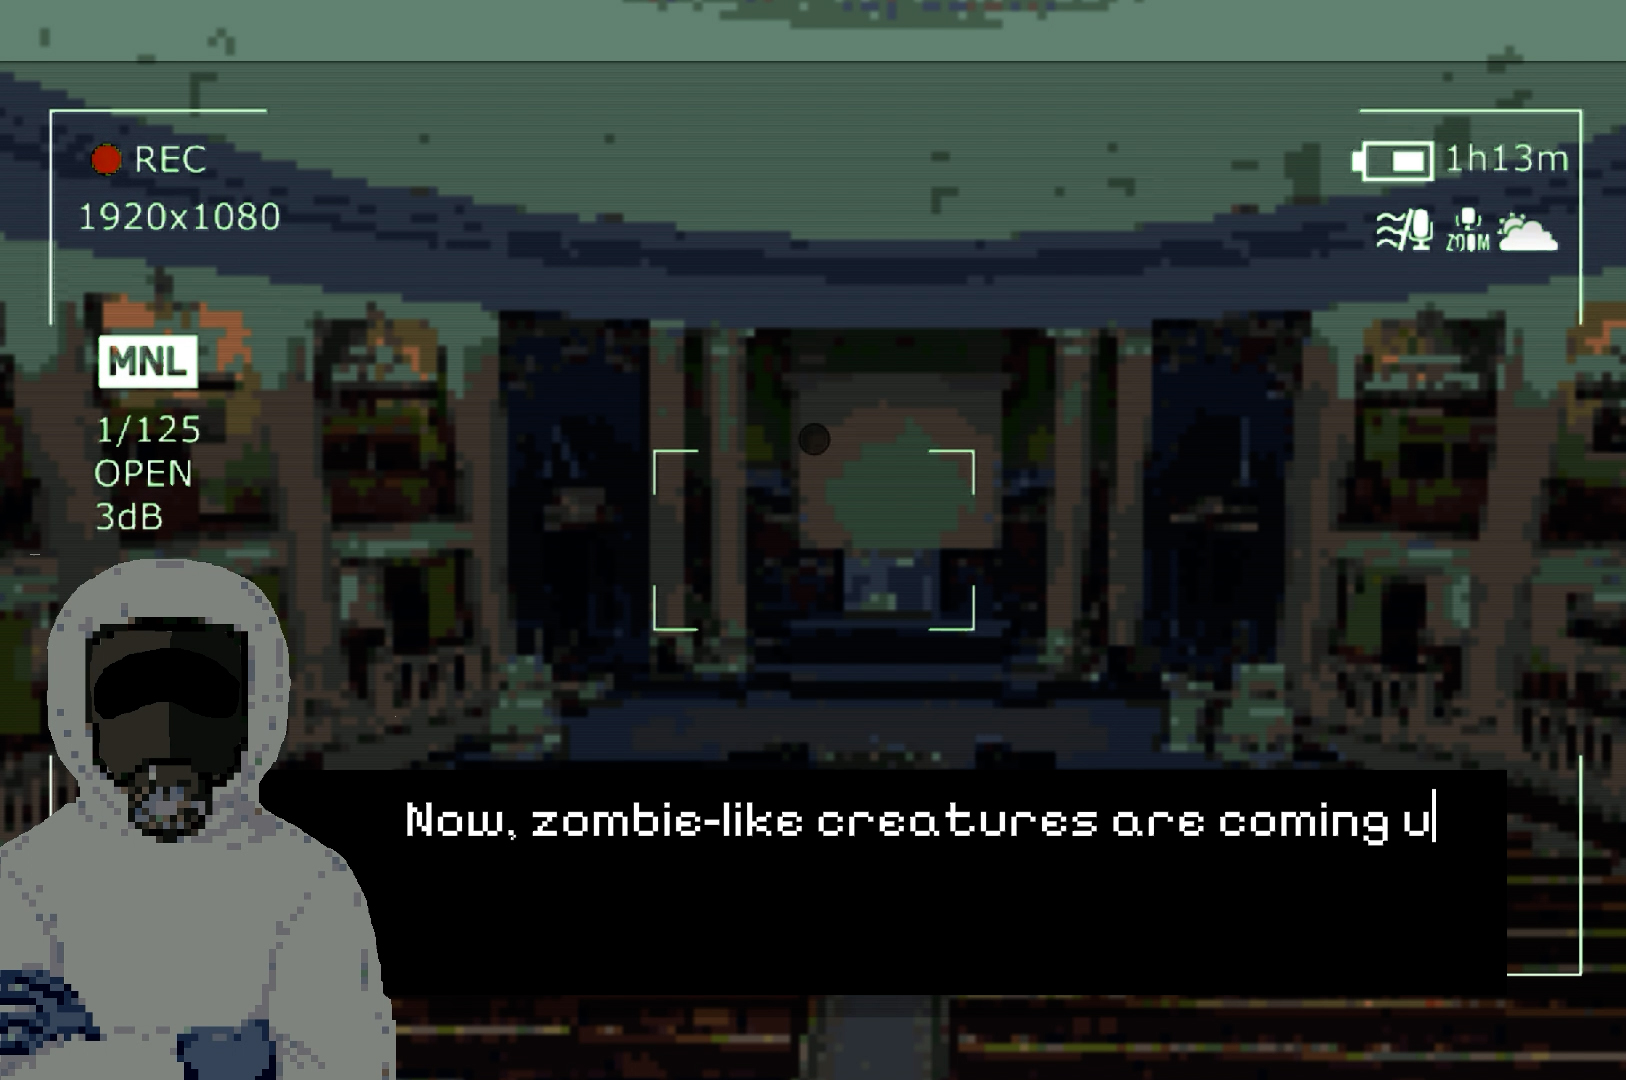 REC
1920x1080
1h13m
ZOOM
MNL
1/125
OPEN
3dB
Now, zombie-like creatures are coming u